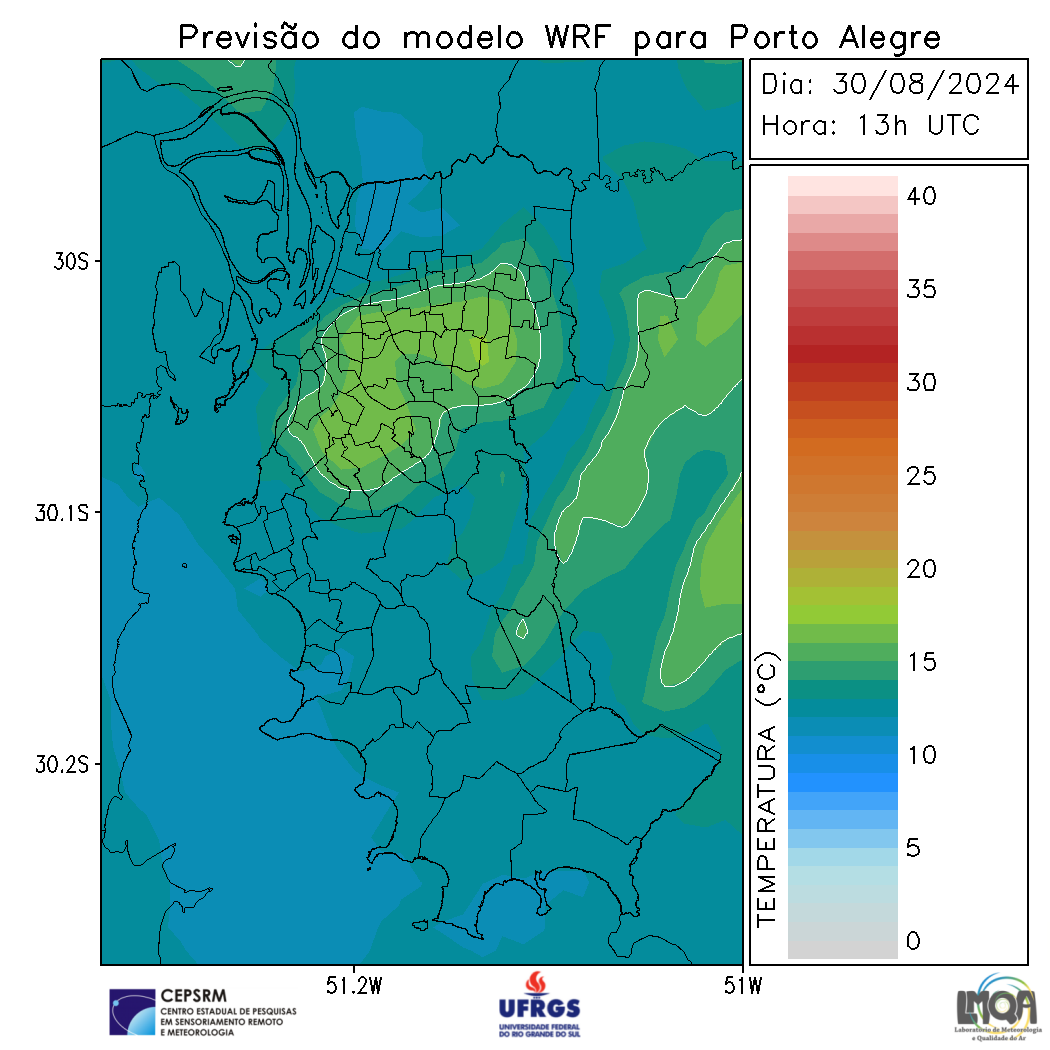 Previsão do modelo WRF para Porto Alegre
Dia: 30/08/2024
Hora: 13h UTC
40
35
30
25
20
15
10
5
0
TEMPERATURA (°C)
30S
30.1S
30.2S
51.2W
51W
CEPSRM
CENTRO ESTADUAL DE PESQUISAS
EM SENSORIAMENTO REMOTO
E METEOROLOGIA
UFRGS
UNIVERSIDADE FEDERAL
DO RIO GRANDE DO SUL
LMQA
Laboratório de Meteorologia
e Qualidade do Ar